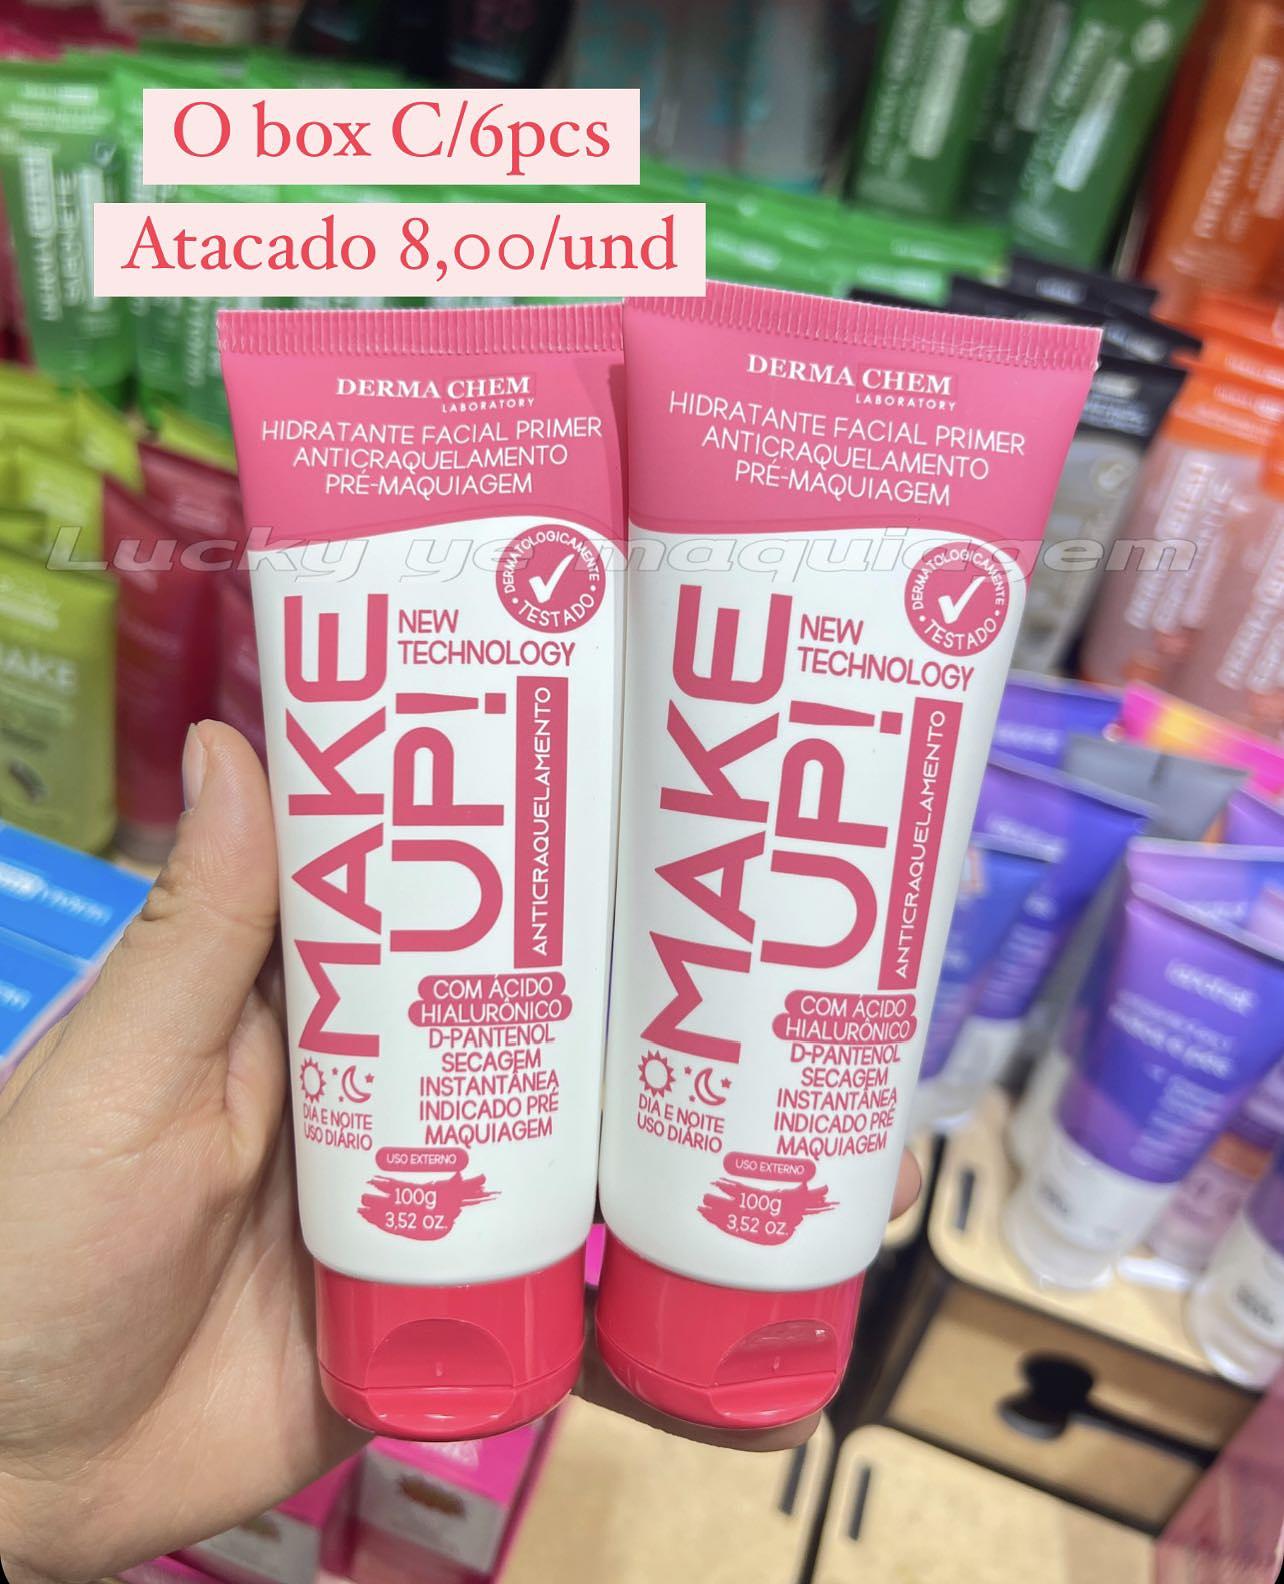 O box C/6pcs
Atacado 8,00/und
DERMA CHEM
LABORATORY
HIDRATANTE FACIAL PRIMER
ANTICRAQUELAMENTO
PRÉ-MAQUIAGEM
DERMATOLOGICAMENTE
TESTADO
NEW
TECHNOLOGY
MAKE
UP!
ANTICRAQUELAMENTO
COM ÁCIDO
HIALURÔNICO
D-PANTENOL
SECAGEM
INSTANTÂNEA
INDICADO PRÉ
MAQUIAGEM
DIA E NOITE
USO DIÁRIO
USO EXTERNO
100g
3,52 oz.
DERMA CHEM
LABORATORY
HIDRATANTE FACIAL PRIMER
ANTICRAQUELAMENTO
PRÉ-MAQUIAGEM
DERMATOLOGICAMENTE
TESTADO
NEW
TECHNOLOGY
MAKE
UP!
ANTICRAQUELAMENTO
COM ÁCIDO
HIALURÔNICO
D-PANTENOL
SECAGEM
INSTANTÂNEA
INDICADO PRÉ
MAQUIAGEM
DIA E NOITE
USO DIÁRIO
USO EXTERNO
100g
3,52 oz.
Lucky ye maquiagem
MAKE